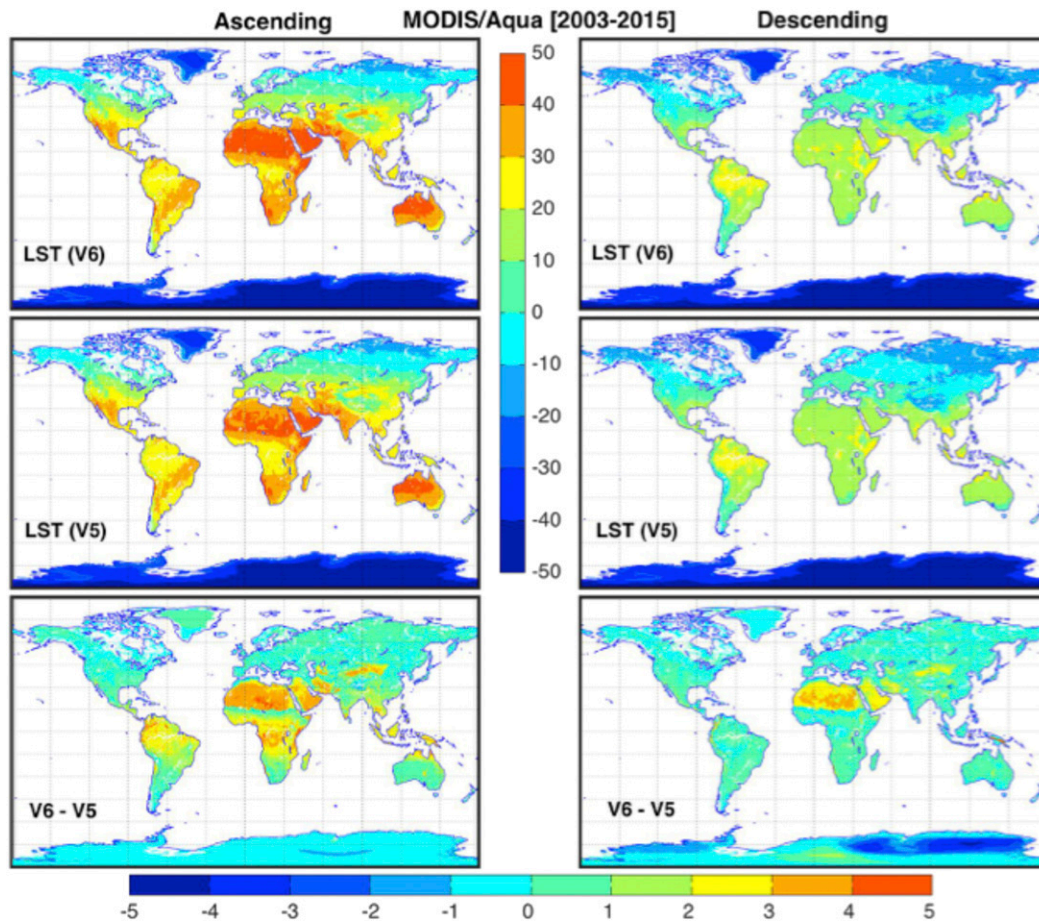 Ascending MODIS/Aqua [2003-2015] Descending
50
40
30
20
10
0
-10
-20
-30
-40
-50
LST (V6) LST (V6)
LST (V5) LST (V5)
V6 - V5 V6 - V5
-5 -4 -3 -2 -1 0 1 2 3 4 5